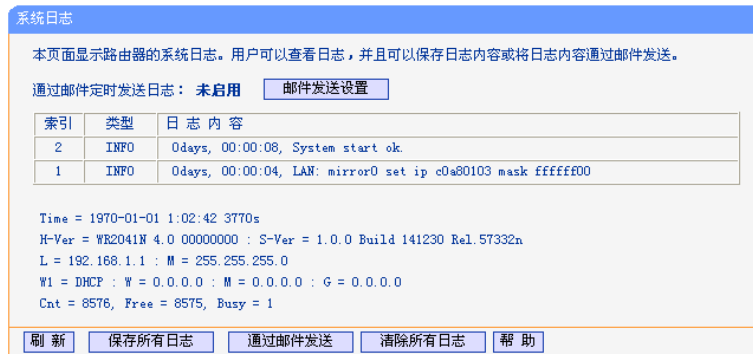 系统日志
本页面显示路由器的系统日志。用户可以查看日志，并且可以保存日志内容或将日志内容通过邮件发送。
通过邮件定时发送日志： 未启用 邮件发送设置
索引 类型 日 志 内 容
2 INFO 0days, 00:00:08, System start ok.
1 INFO 0days, 00:00:04, LAN: mirror0 set ip c0a80103 mask ffffff00
Time = 1970-01-01 1:02:42 3770s
H-Ver = WR2041N 4.0 00000000 : S-Ver = 1.0.0 Build 141230 Rel.57332n
L = 192.168.1.1 : M = 255.255.255.0
W1 = DHCP : W = 0.0.0.0 : M = 0.0.0.0 : G = 0.0.0.0
Cnt = 8576, Free = 8575, Busy = 1
刷 新 保存所有日志 通过邮件发送 清除所有日志 帮 助